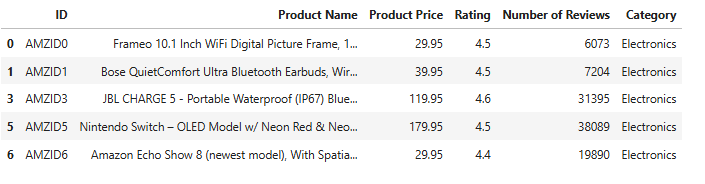 ID Product Name Product Price Rating Number of Reviews Category
0 AMZID0 Frameo 10.1 Inch WiFi Digital Picture Frame, 1... 29.95 4.5 6073 Electronics
1 AMZID1 Bose QuietComfort Ultra Bluetooth Earbuds, Wir... 39.95 4.5 7204 Electronics
3 AMZID3 JBL CHARGE 5 - Portable Waterproof (IP67) Blue... 119.95 4.6 31395 Electronics
5 AMZID5 Nintendo Switch – OLED Model w/ Neon Red & Neo... 179.95 4.5 38089 Electronics
6 AMZID6 Amazon Echo Show 8 (newest model), With Spatia... 29.95 4.4 19890 Electronics